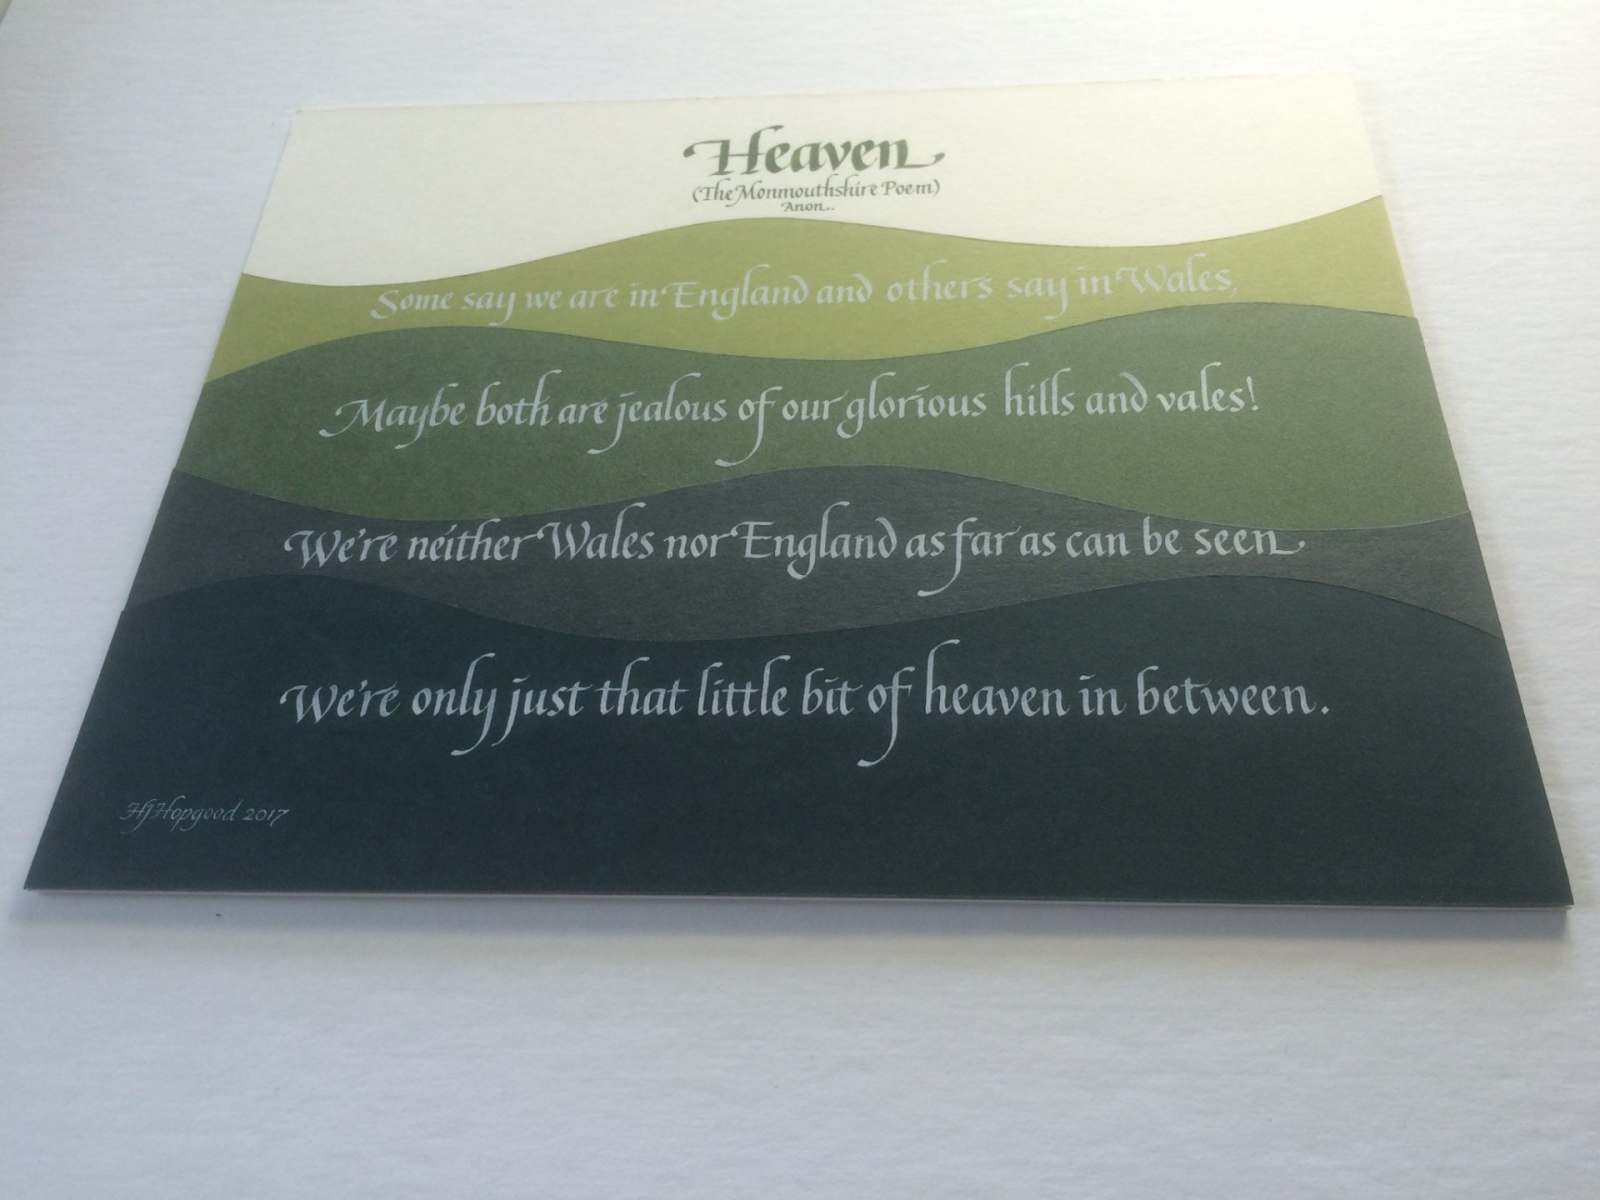 Heaven
(The Monmouthshire Poem)
Anon..
Some say we are in England and others say in Wales,
Maybe both are jealous of our glorious hills and vales!
We're neither Wales nor England as far as can be seen.
We're only just that little bit of heaven in between.
HJHopgood 2017